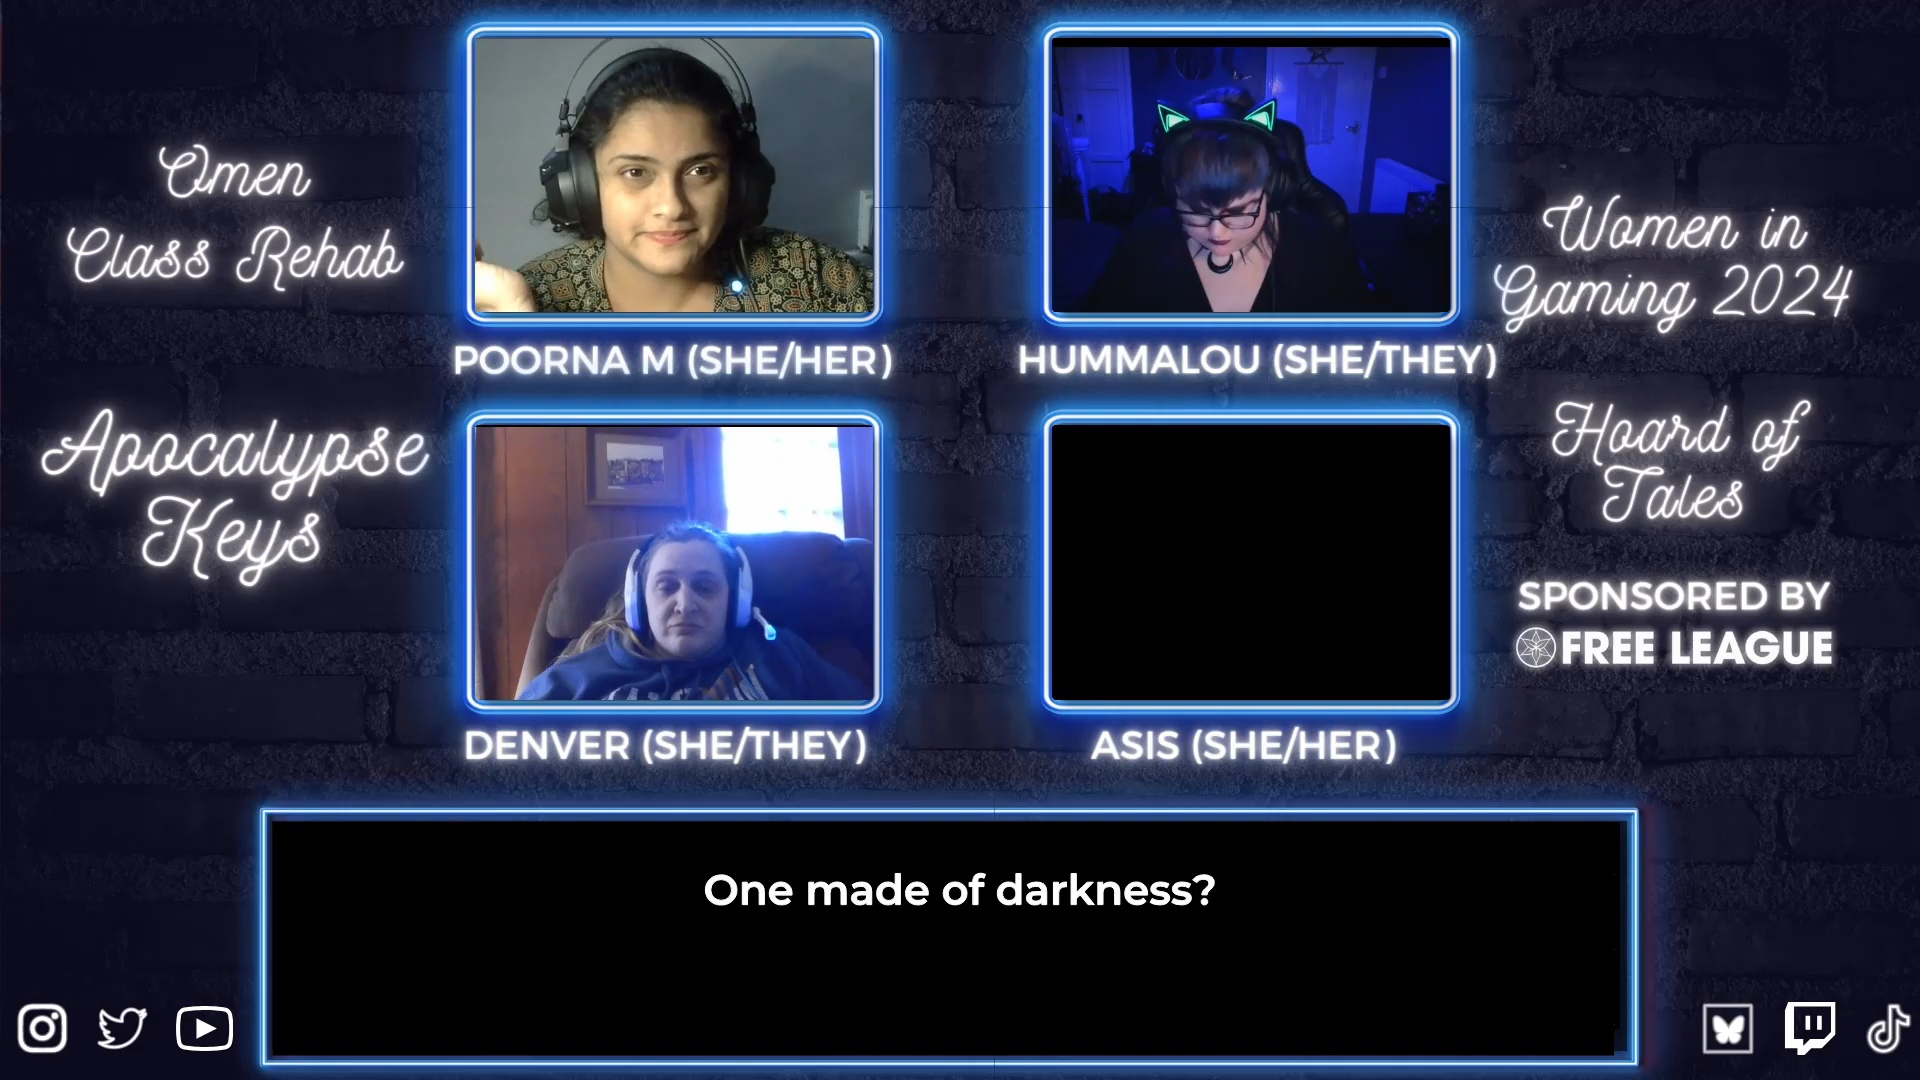 Omen
Class Rehab
Apocalypse
Keys
POORNA M (SHE/HER)
HUMMALOU (SHE/THEY)
DENVER (SHE/THEY)
ASIS (SHE/HER)
Women in
Gaming 2024
Hoard of
Tales
SPONSORED BY
FREE LEAGUE
One made of darkness?